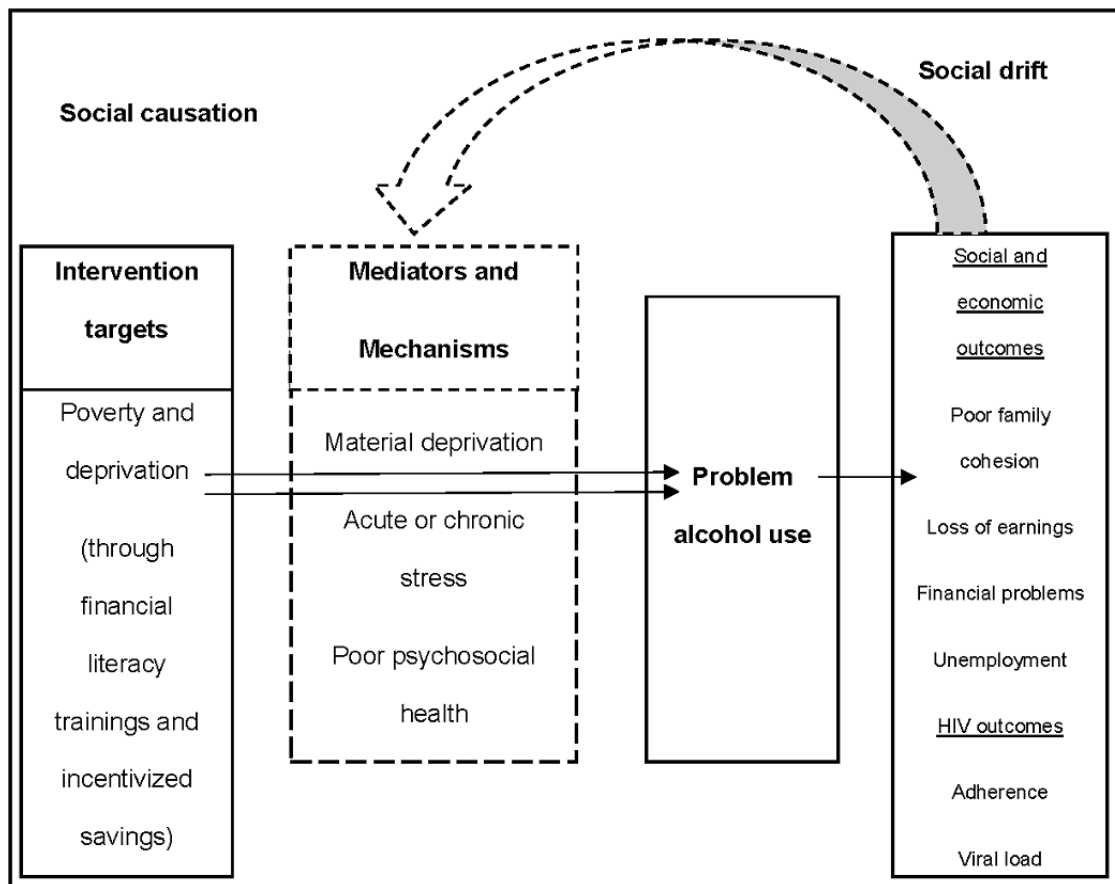 Social drift
Social causation
Intervention
targets
Poverty and
deprivation
(through
financial
literacy
trainings and
incentivized
savings)
Mediators and
Mechanisms
Material deprivation
Acute or chronic
stress
Poor psychosocial
health
Problem
alcohol use
Social and
economic
outcomes
Poor family
cohesion
Loss of earnings
Financial problems
Unemployment
HIV outcomes
Adherence
Viral load